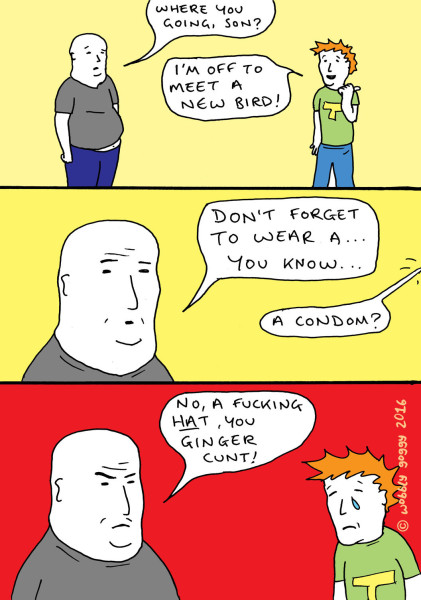 WHERE YOU
GOING, SON?
I'M OFF TO
MEET A
NEW BIRD!
T
DON'T FORGET
TO WEAR A...
YOU KNOW...
A CONDOM?
NO, A FUCKING
HAT, YOU
GINGER
CUNT!
T
© wobbly goggy 2016